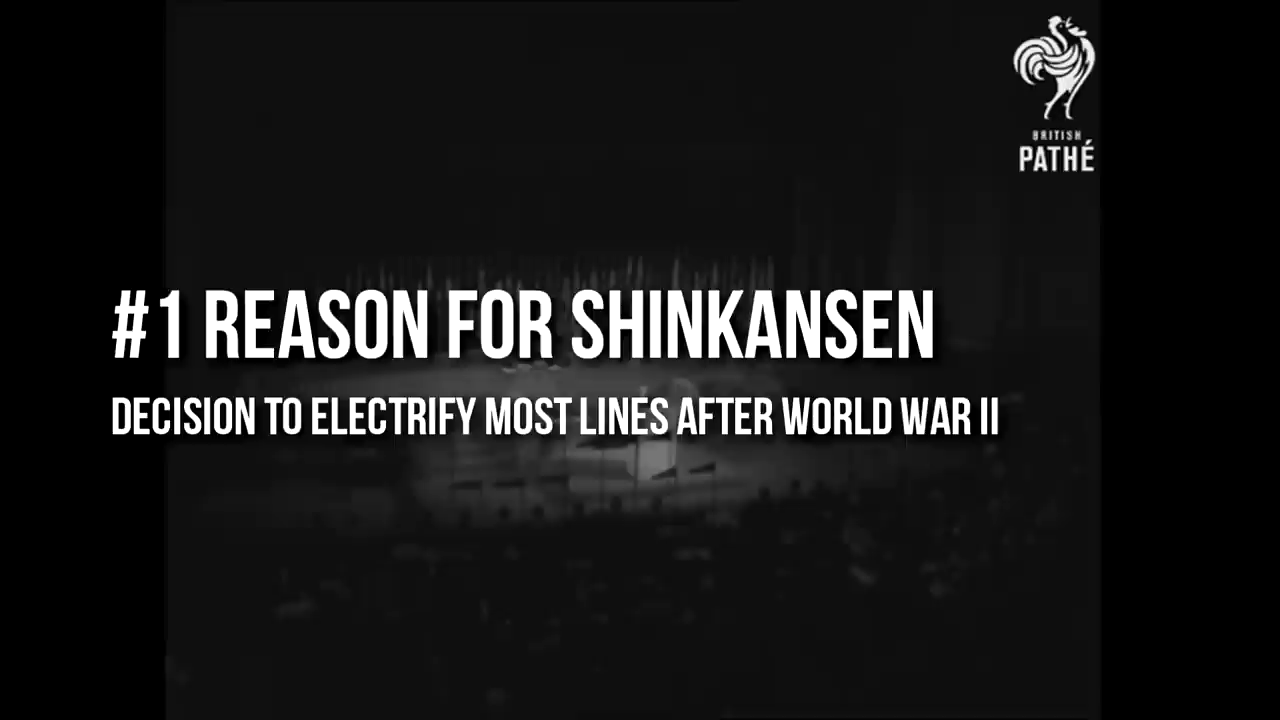 BRITISH
PATHÉ
#1 REASON FOR SHINKANSEN
DECISION TO ELECTRIFY MOST LINES AFTER WORLD WAR II